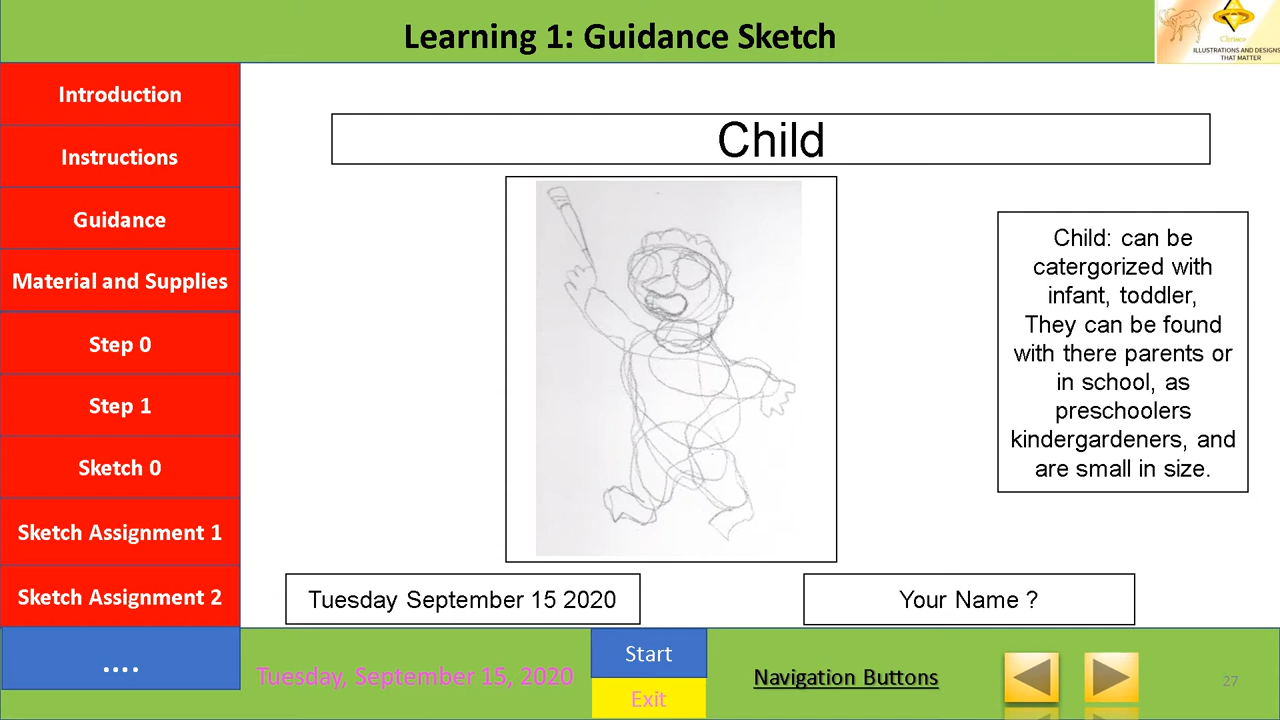 Learning 1: Guidance Sketch
Chrisco
ILLUSTRATIONS AND DESIGNS
THAT MATTER
Introduction
Instructions
Guidance
Material and Supplies
Step 0
Step 1
Sketch 0
Sketch Assignment 1
Sketch Assignment 2
....
Child
Child: can be
catergorized with
infant, toddler,
They can be found
with there parents or
in school, as
preschoolers
kindergardeners, and
are small in size.
Tuesday September 15 2020
Your Name ?
Tuesday, September 15, 2020
Start
Exit
Navigation Buttons
27